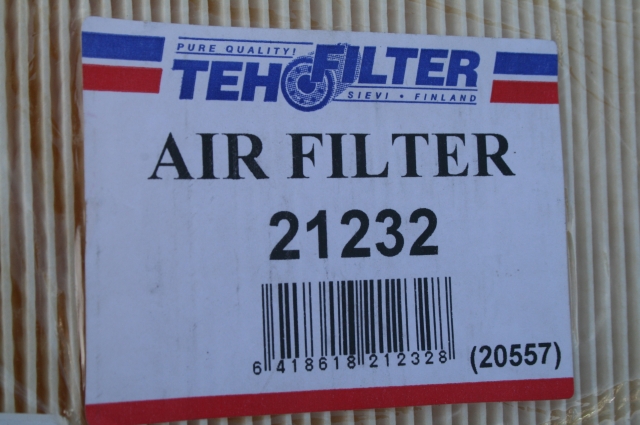 PURE QUALITY!
TEHOFILTER
SIEVI • FINLAND
AIR FILTER
21232
6 418618 212328
(20557)